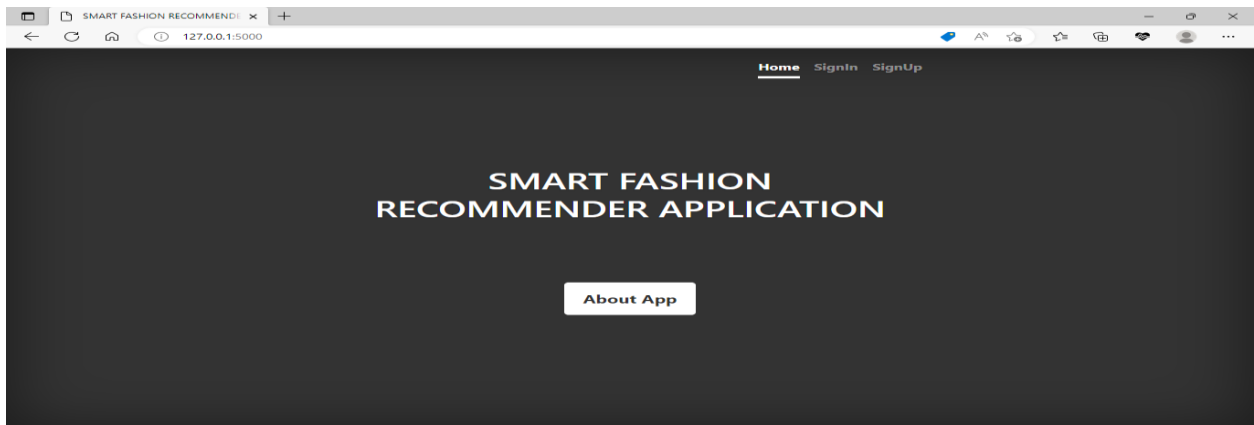 SMART FASHION RECOMMENDE
127.0.0.1:5000
Home SignIn SignUp
SMART FASHION
RECOMMENDER APPLICATION
About App